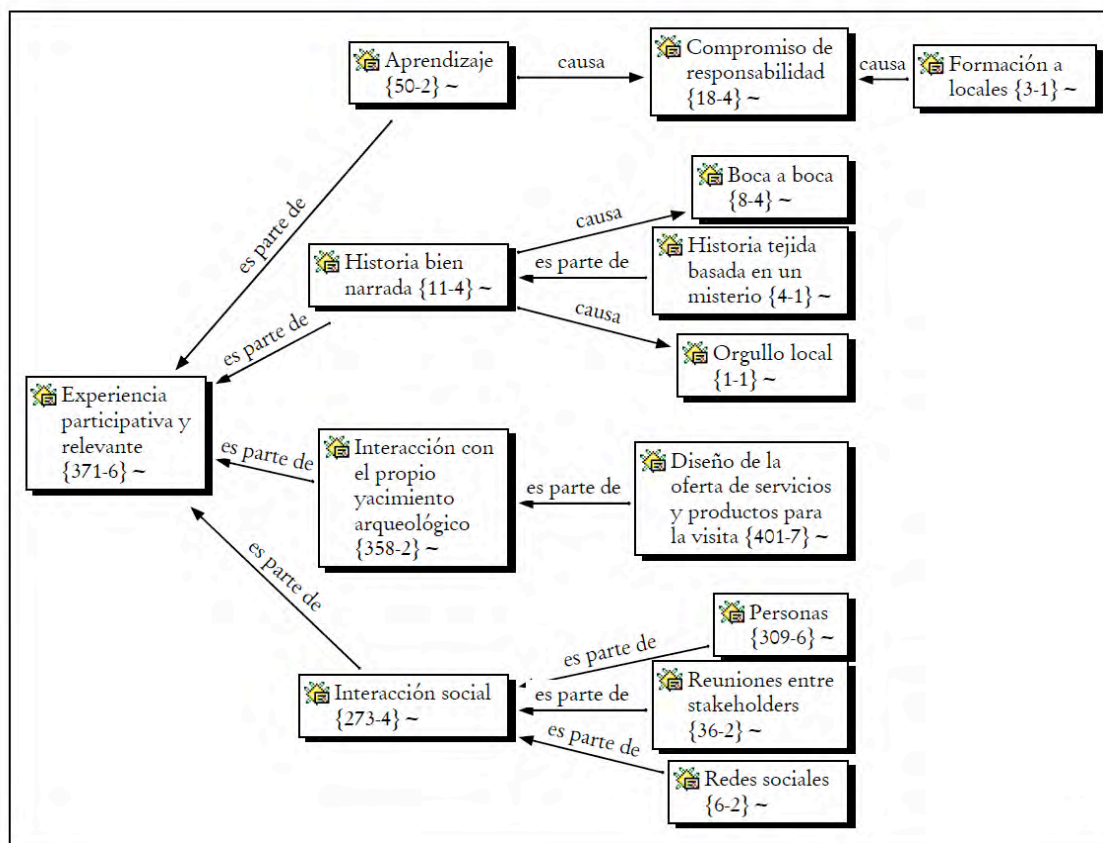 Aprendizaje
{50-2} ~
causa
Compromiso de
responsabilidad
{18-4} ~
causa
Formación a
locales {3-1} ~
es parte de
Boca a boca
{8-4} ~
causa
Historia bien
narrada {11-4} ~
es parte de
Historia tejida
basada en un
misterio {4-1} ~
causa
Orgullo local
{1-1} ~
es parte de
Experiencia
participativa y
relevante
{371-6} ~
es parte de
Interacción con
el propio
yacimiento
arqueológico
{358-2} ~
es parte de
Diseño de la
oferta de servicios
y productos para
la visita {401-7} ~
es parte de
Interacción social
{273-4} ~
es parte de
Personas
{309-6} ~
es parte de
Reuniones entre
stakeholders
{36-2} ~
es parte de
Redes sociales
{6-2} ~